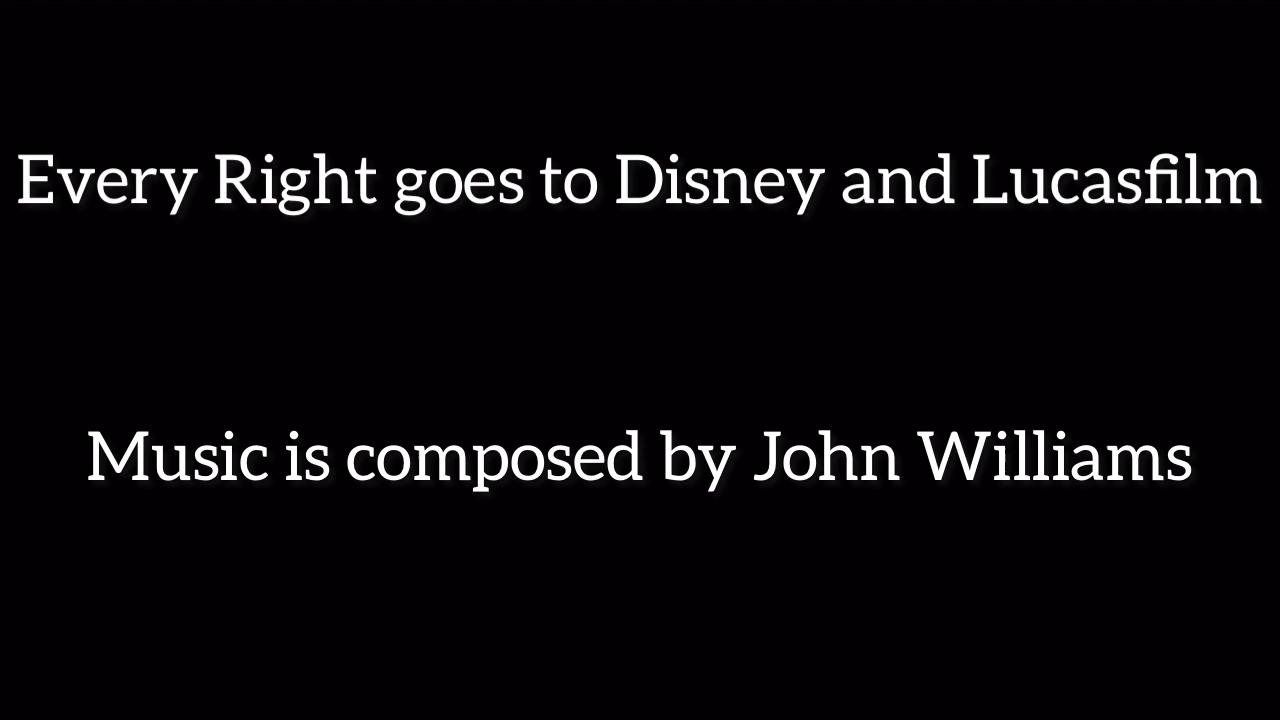 Every Right goes to Disney and Lucasfilm
Music is composed by John Williams